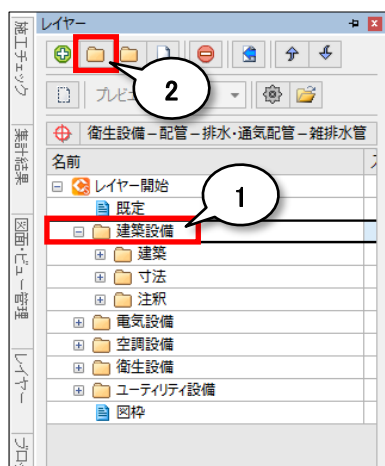 レイヤー
施工チェック
2
プレビ
衛生設備－配管－排水・通気配管－雑排水管
集計結果
名前
レイヤー開始
1
既定
建築設備
建築
寸法
注釈
図面・ビュー管理
電気設備
空調設備
衛生設備
ユーティリティ設備
図枠
レイヤー
ブロッ